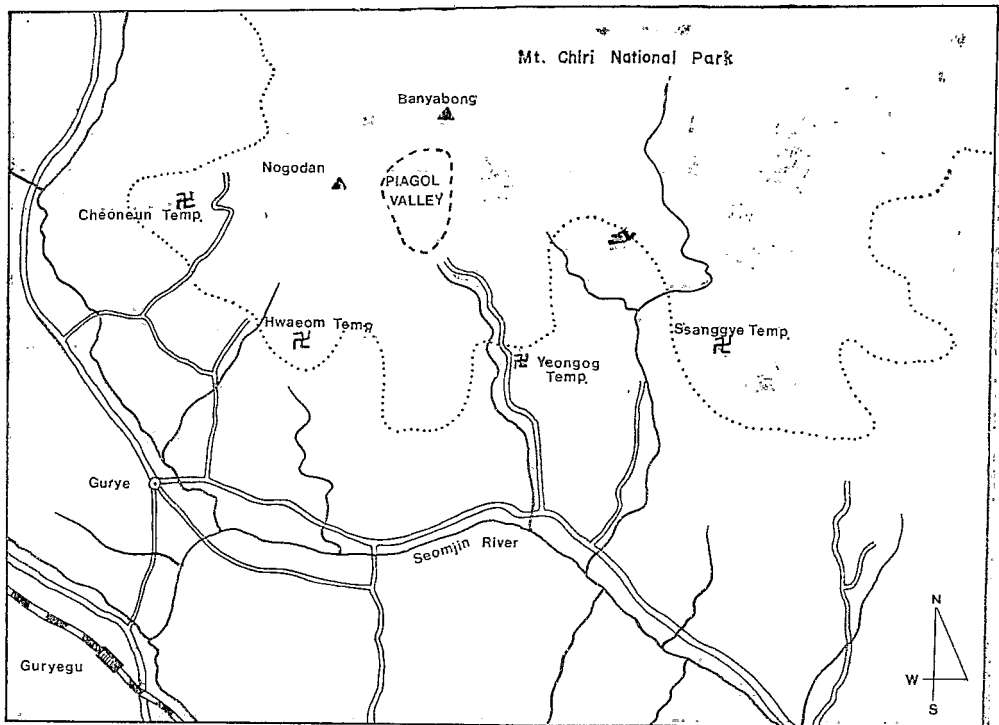 Mt. Chiri National Park
Banyabong
Nogodan
PIAGOL
VALLEY
Cheoneun Temp.
Hwaeom Temp
Ssanggye Temp.
Yeongog
Temp.
Gurye
Seomjin River
Guryegu
N
W
S